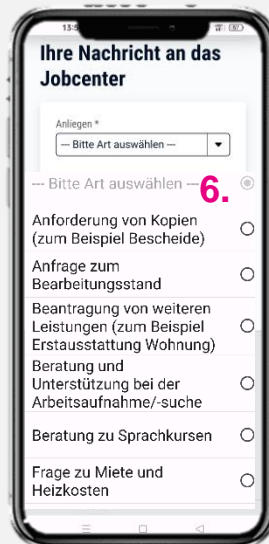 Ihre Nachricht an das
Jobcenter
Anliegen *
--- Bitte Art auswählen ---
--- Bitte Art auswählen ---
6.
Anforderung von Kopien
(zum Beispiel Bescheide)
Anfrage zum
Bearbeitungsstand
Beantragung von weiteren
Leistungen (zum Beispiel
Erstausstattung Wohnung)
Beratung und
Unterstützung bei der
Arbeitsaufnahme/-suche
Beratung zu Sprachkursen
Frage zu Miete und
Heizkosten